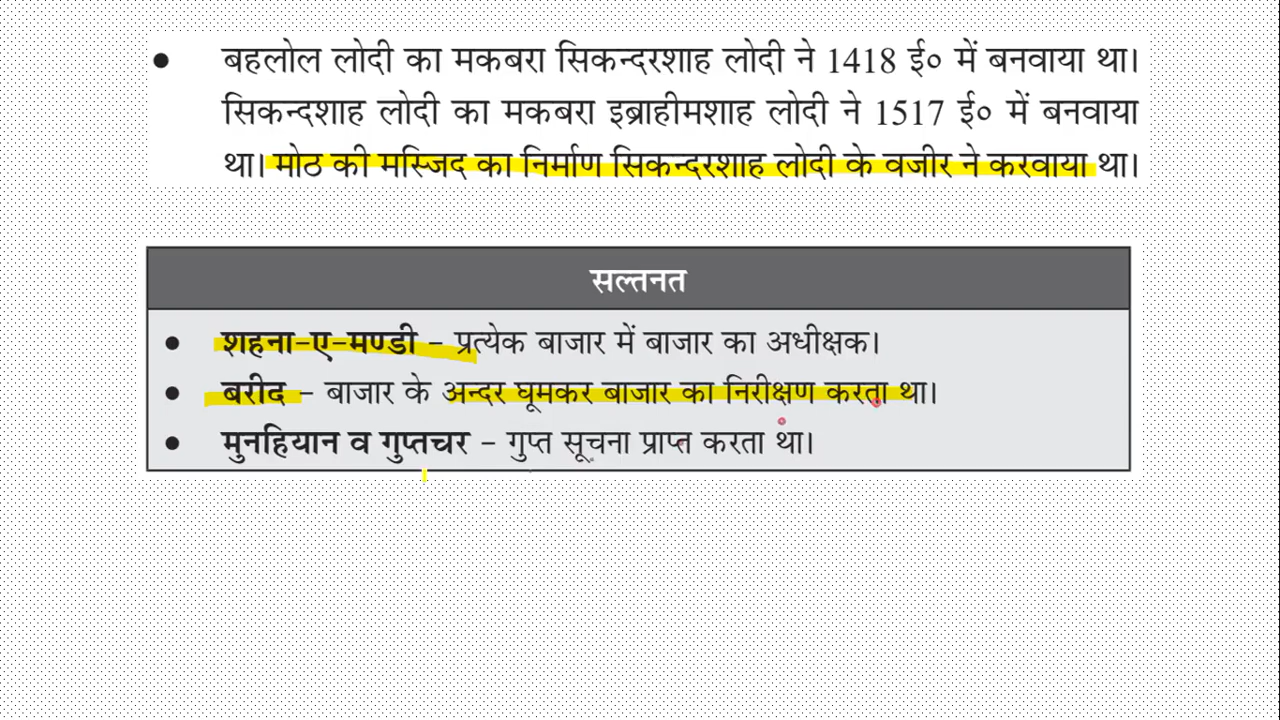 • बहलोल लोदी का मकबरा सिकन्दरशाह लोदी ने 1418 ई० में बनवाया था।
सिकन्दशाह लोदी का मकबरा इब्राहीमशाह लोदी ने 1517 ई० में बनवाया
था। मोठ की मस्जिद का निर्माण सिकन्दरशाह लोदी के वजीर ने करवाया था।
सल्तनत
• शहना-ए-मण्डी – प्रत्येक बाजार में बाजार का अधीक्षक।
• बरीद – बाजार के अन्दर घूमकर बाजार का निरीक्षण करता था।
• मुनहियान व गुप्तचर – गुप्त सूचना प्राप्त करता था।